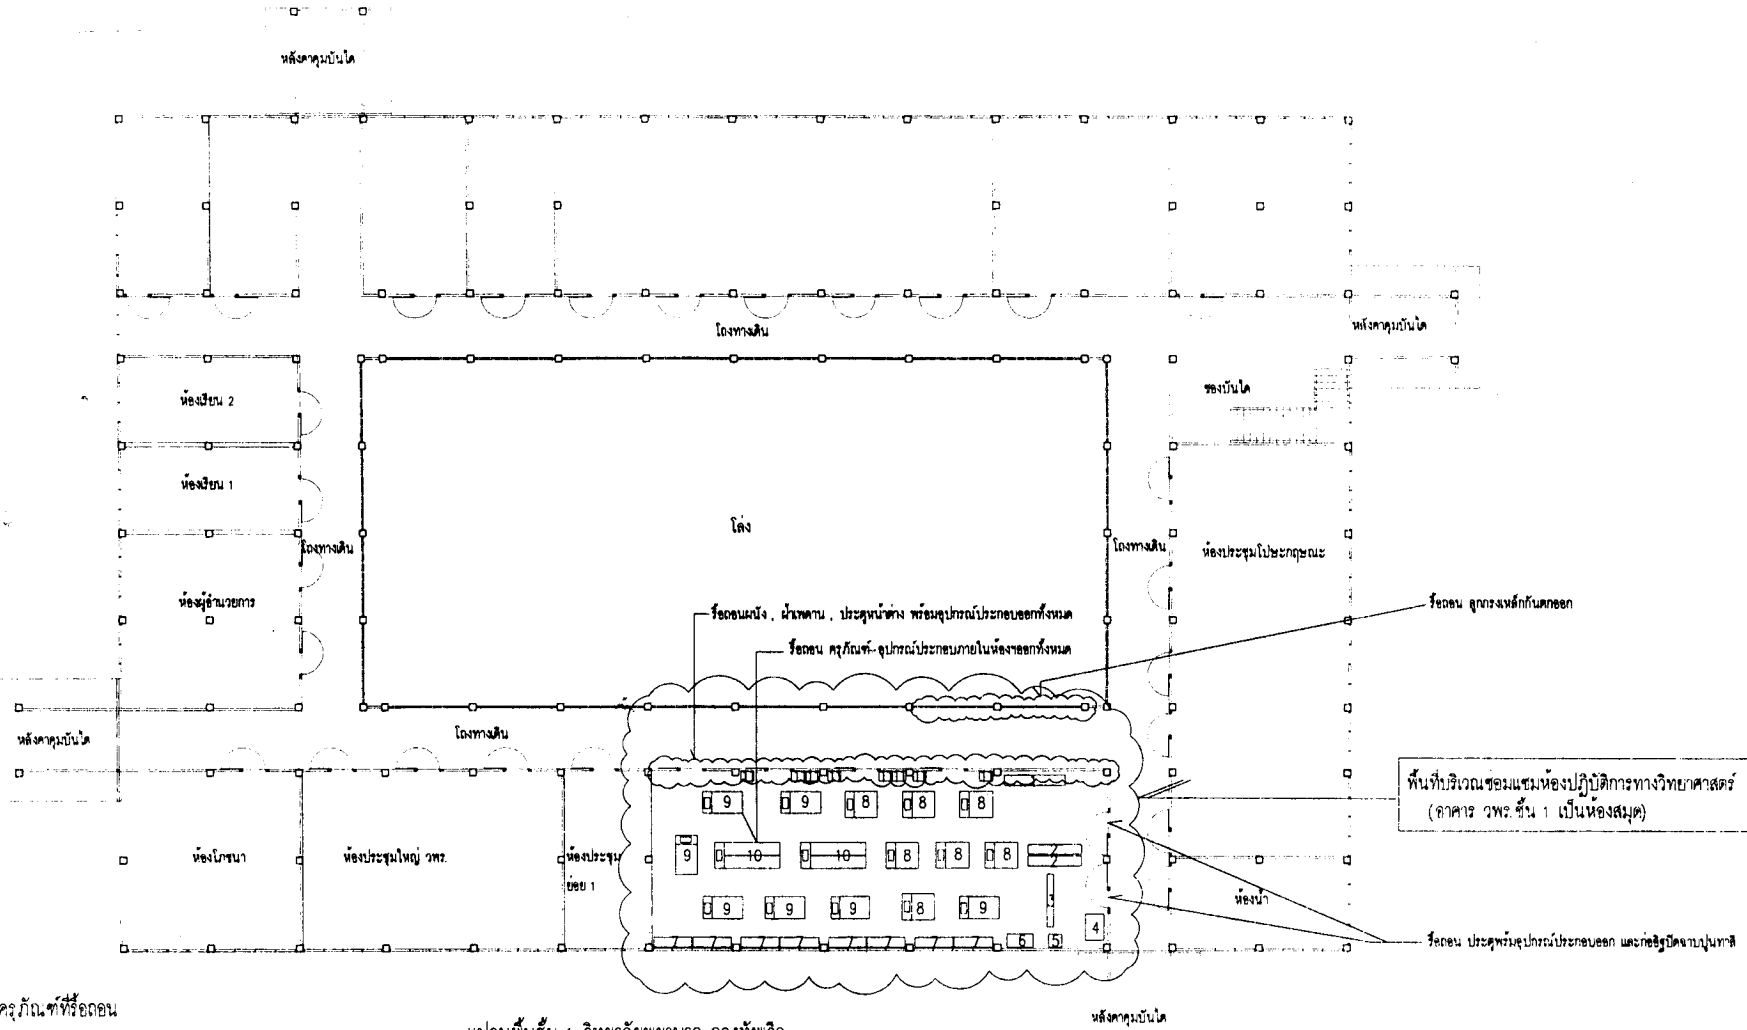 หลังคาคุมบันได
โถงทางเดิน
หลังคาคุมบันได
ห้องเรียน 2
ช่องบันได
ห้องเรียน 1
โล่ง
โถงทางเดิน
โถงทางเดิน
ห้องประชุมโปษะกฤษณะ
ห้องผู้อำนวยการ
รื้อถอนผนัง , ฝ้าเพดาน , ประตูหน้าต่าง พร้อมอุปกรณ์ประกอบออกทั้งหมด
รื้อถอน ลูกกรงเหล็กกันตกออก
รื้อถอน ครุภัณฑ์-อุปกรณ์ประกอบภายในห้องฯออกทั้งหมด
หลังคาคุมบันได
โถงทางเดิน
พื้นที่บริเวณซ่อมแซมห้องปฏิบัติการทางวิทยาศาสตร์
(อาคาร วพร.ชั้น 1 เป็นห้องสมุด)
9 9 8 8 8
ห้องโภชนา
ห้องประชุมใหญ่ วพร.
ห้องประชุม
ย่อย 1
9 10 10 8 8 8 2
2
3
ห้องน้ำ
9 9 9 8 9
4
7 7 7 7 7 7 7 7 6 5
รื้อถอน ประตูพร้อมอุปกรณ์ประกอบออก และก่ออิฐปิดฉาบปูนทาสี
ครุภัณฑ์ที่รื้อถอน
หลังคาคุมบันได